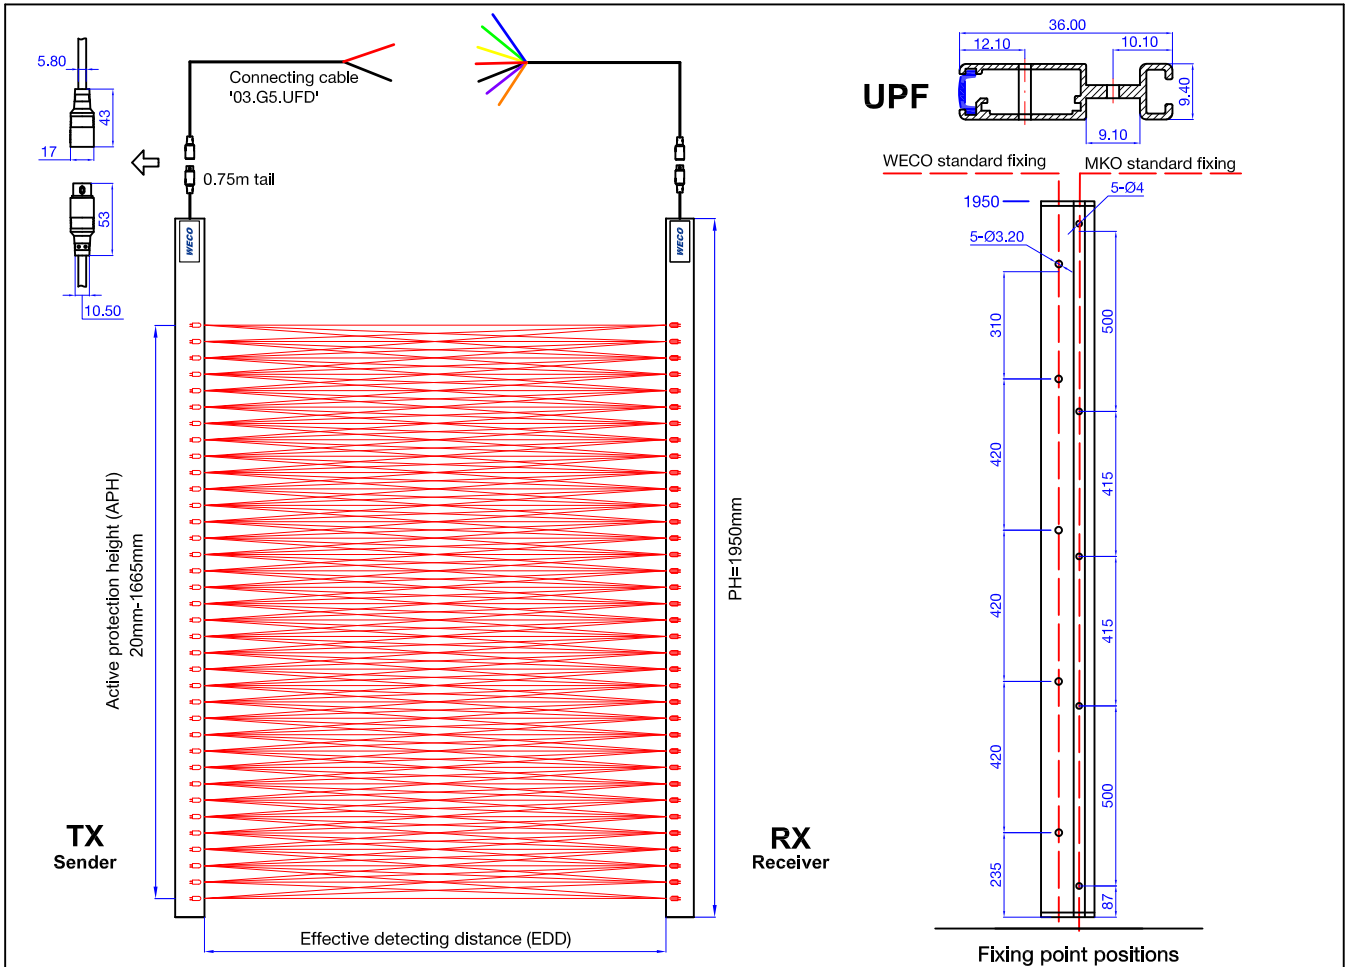 5.80
43
17
53
10.50
Connecting cable
'03.G5.UFD'
0.75m tail
WECO
WECO
Active protection height (APH)
20mm-1665mm
PH=1950mm
TX
Sender
RX
Receiver
Effective detecting distance (EDD)
UPF
36.00
12.10
10.10
9.40
9.10
WECO standard fixing
MKO standard fixing
1950
5-Ø4
5-Ø3.20
310
420
420
420
235
500
415
415
500
87
Fixing point positions